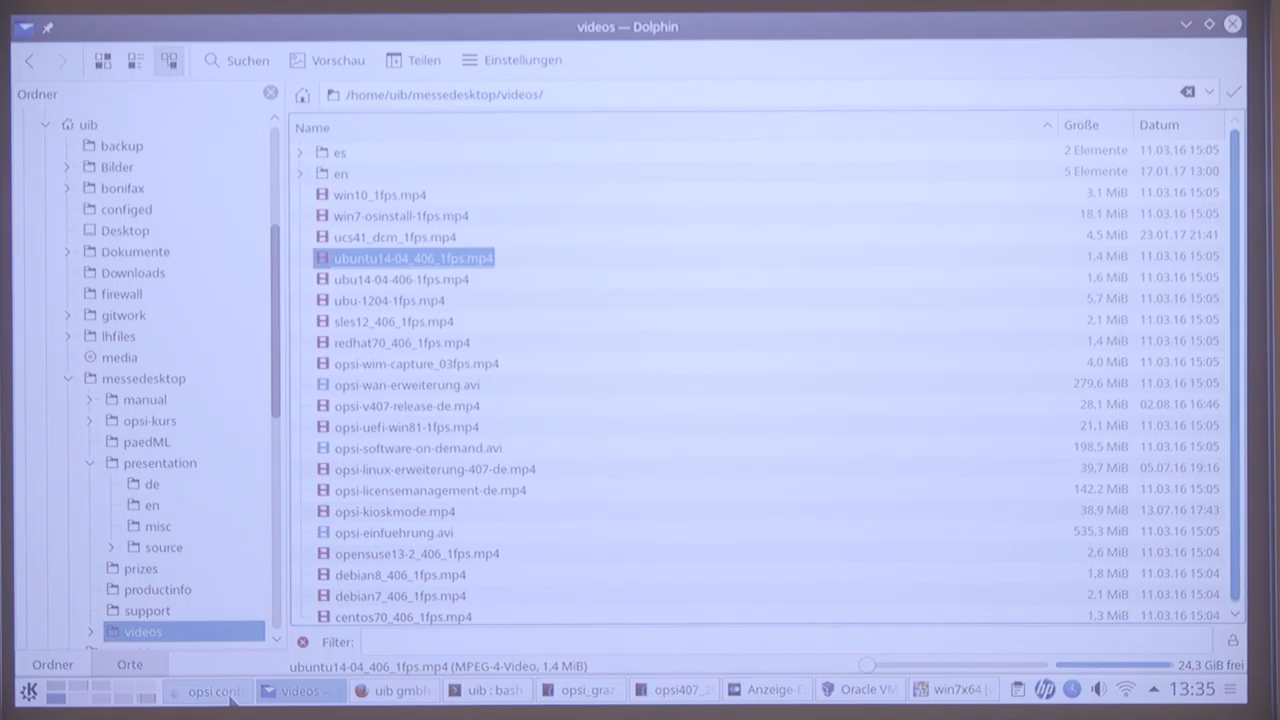 videos — Dolphin
Suchen Vorschau Teilen Einstellungen
Ordner
/home/uib/messedesktop/videos/
Name Größe Datum
uib
backup
Bilder
bonifax
configed
Desktop
Dokumente
Downloads
firewall
gitwork
lhfiles
media
messedesktop
manual
opsi-kurs
paedML
presentation
de
en
misc
source
prizes
productinfo
support
videos
es 2 Elemente 11.03.16 15:05
en 5 Elemente 17.01.17 13:00
win10_1fps.mp4 3,1 MiB 11.03.16 15:05
win7-osinstall-1fps.mp4 18,1 MiB 11.03.16 15:05
ucs41_dcm_1fps.mp4 4,5 MiB 23.01.17 21:41
ubuntu14-04_406_1fps.mp4 1,4 MiB 11.03.16 15:05
ubu14-04-406-1fps.mp4 1,6 MiB 11.03.16 15:05
ubu-1204-1fps.mp4 5,7 MiB 11.03.16 15:05
sles12_406_1fps.mp4 2,1 MiB 11.03.16 15:05
redhat70_406_1fps.mp4 1,4 MiB 11.03.16 15:05
opsi-wim-capture_03fps.mp4 4,0 MiB 11.03.16 15:05
opsi-wan-erweiterung.avi 279,6 MiB 11.03.16 15:05
opsi-v407-release-de.mp4 28,1 MiB 02.08.16 16:46
opsi-uefi-win81-1fps.mp4 21,1 MiB 11.03.16 15:05
opsi-software-on-demand.avi 198,5 MiB 11.03.16 15:05
opsi-linux-erweiterung-407-de.mp4 39,7 MiB 05.07.16 19:16
opsi-licensemanagement-de.mp4 142,2 MiB 11.03.16 15:05
opsi-kioskmode.mp4 38,9 MiB 13.07.16 17:43
opsi-einfuehrung.avi 535,3 MiB 11.03.16 15:05
opensuse13-2_406_1fps.mp4 2,6 MiB 11.03.16 15:04
debian8_406_1fps.mp4 1,8 MiB 11.03.16 15:04
debian7_406_1fps.mp4 2,1 MiB 11.03.16 15:04
centos70_406_1fps.mp4 1,3 MiB 11.03.16 15:04
Filter:
Ordner Orte
ubuntu14-04_406_1fps.mp4 (MPEG-4-Video, 1,4 MiB) 24,3 GiB frei
opsi conf videos — uib gmbh uib : bash opsi_graz opsi407_2 Anzeige-E Oracle VM win7x64 [ hp 13:35